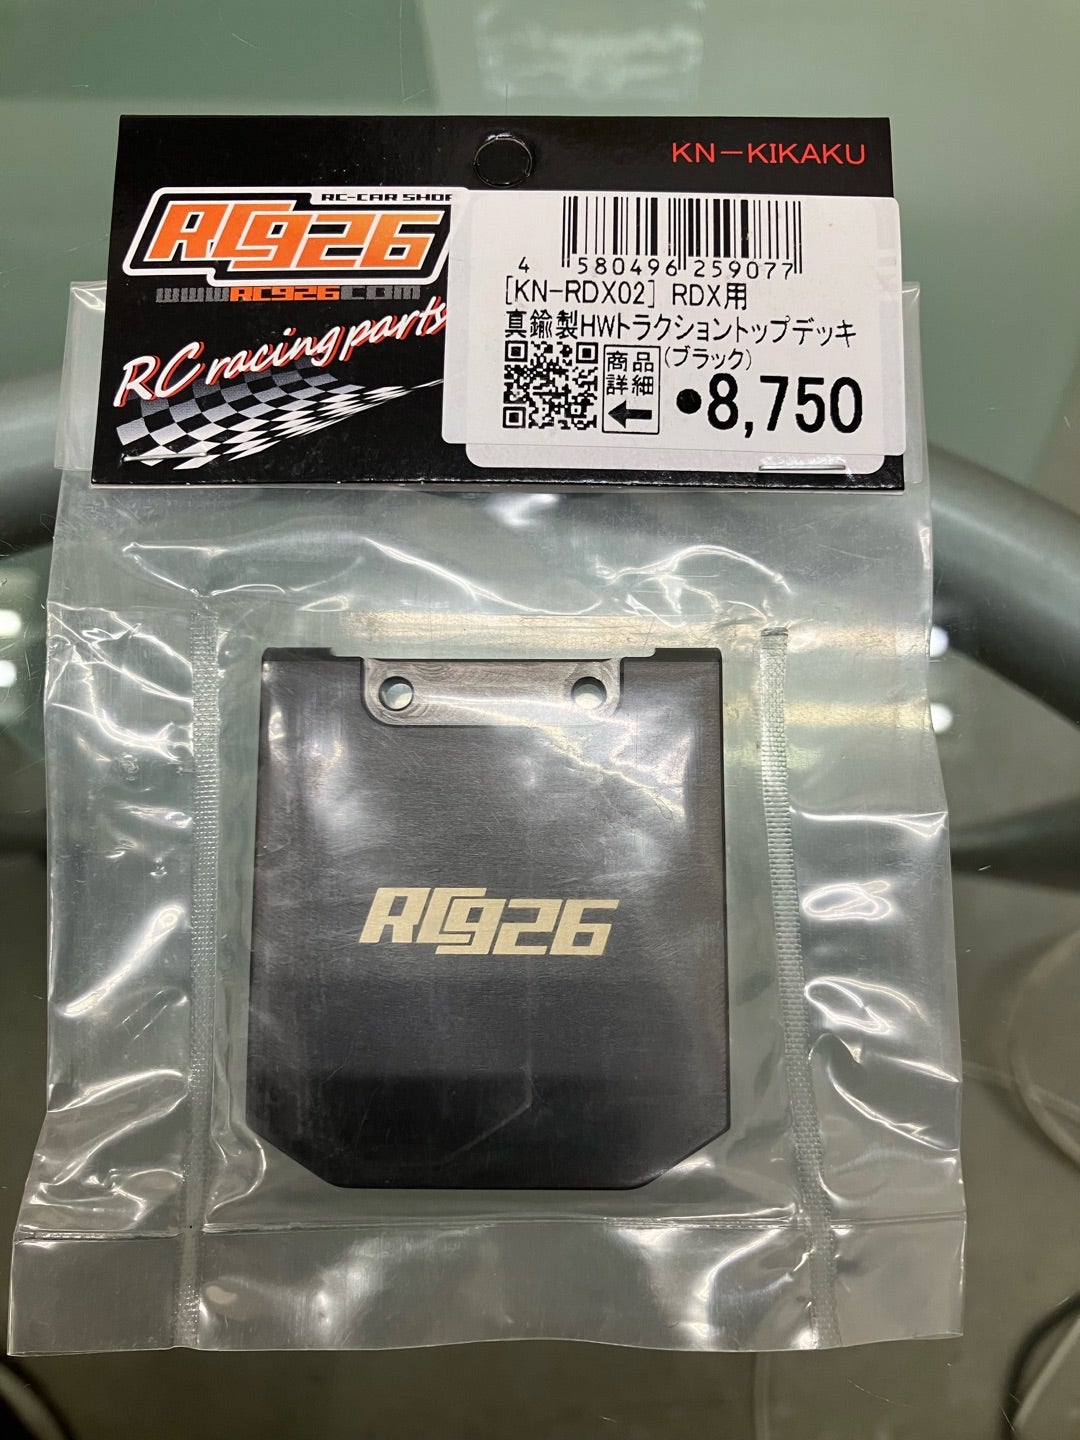 KN-KIKAKU
RC-CAR SHOP
RC926
WWW.RC926.COM
RC racing parts
4 580496 259077
[KN-RDX02] RDX用
真鍮製HWトラクショントップデッキ
(ブラック)
商品
詳細
●8,750
RC926